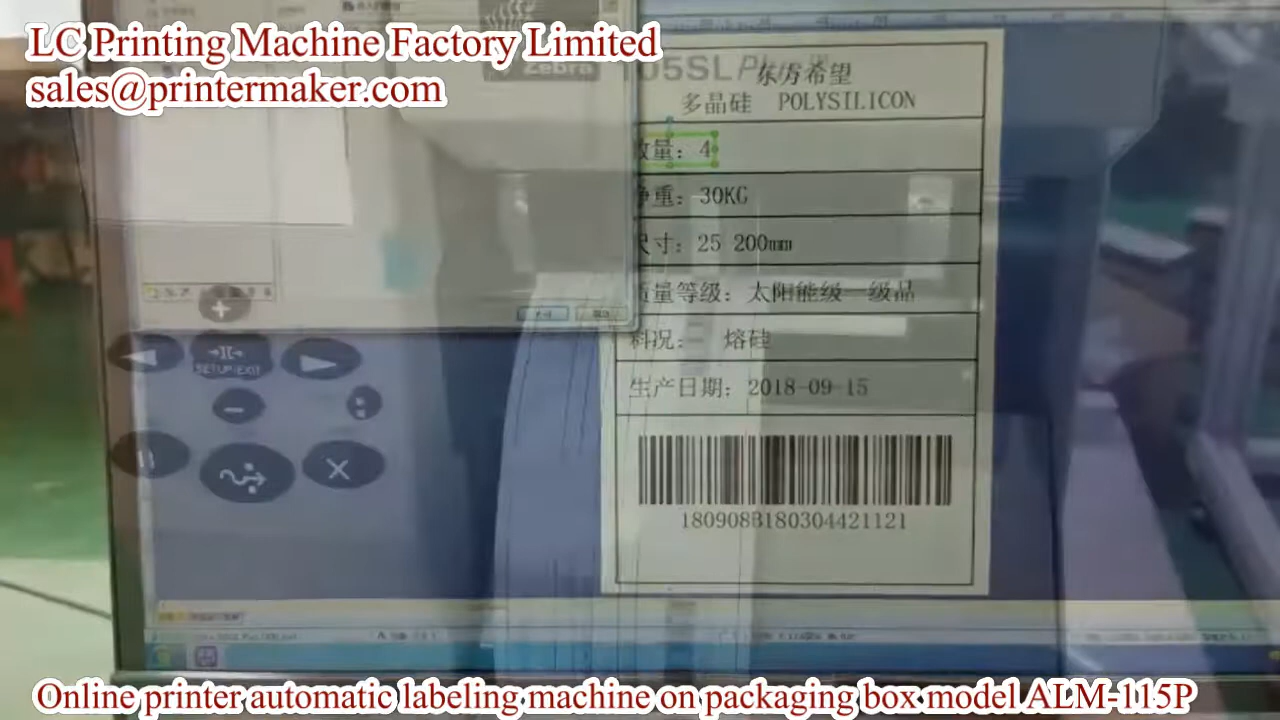 LC Printing Machine Factory Limited
sales@printermaker.com
Zebra
105SL Plus
东方希望
多晶硅 POLYSILICON
数量：4
净重：30KG
尺寸：25 200mm
质量等级：太阳能级一级品
料况： 熔硅
生产日期：2018-09-15
180908B180304421121
SETUP/EXIT
Online printer automatic labeling machine on packaging box model ALM-115P